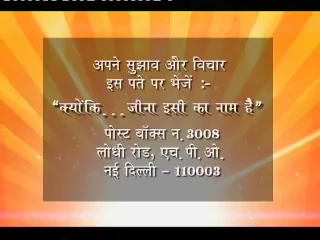 अपने सुझाव और विचार
इस पते पर भेजें :-
“क्योंकि...जीना इसी का नाम है”
पोस्ट बॉक्स न.3008
लोधी रोड, एच.पी.ओ.
नई दिल्ली - 110003